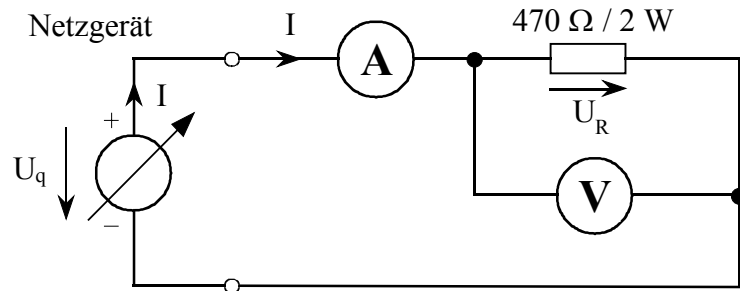 Netzgerät
I
A
470 Ω / 2 W
U_R
I
+
U_q
V
−